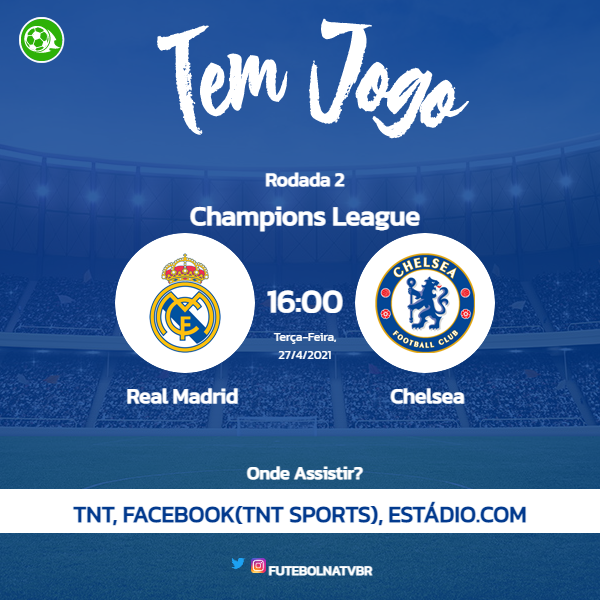 Tem Jogo
Rodada 2
Champions League
16:00
Terça-Feira,
27/4/2021
CHELSEA
FOOTBALL CLUB
Real Madrid
Chelsea
Onde Assistir?
TNT, FACEBOOK(TNT SPORTS), ESTÁDIO.COM
FUTEBOLNATVBR